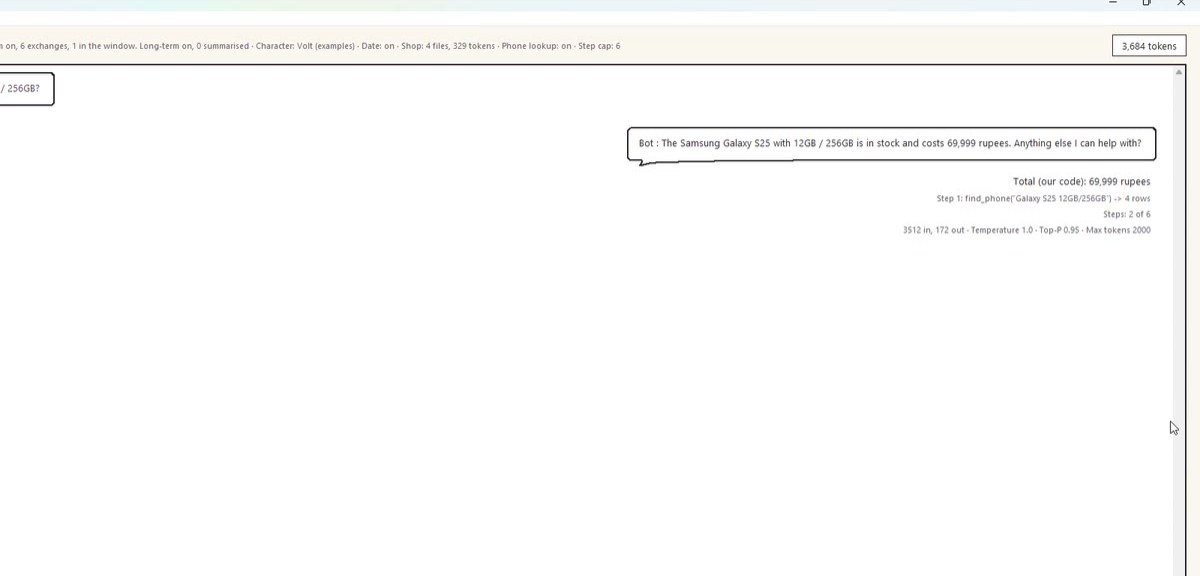 on, 6 exchanges, 1 in the window. Long-term on, 0 summarised · Character: Volt (examples) · Date: on · Shop: 4 files, 329 tokens · Phone lookup: on · Step cap: 6
3,684 tokens
/ 256GB?
Bot : The Samsung Galaxy S25 with 12GB / 256GB is in stock and costs 69,999 rupees. Anything else I can help with?
Total (our code): 69,999 rupees
Step 1: find_phone("Galaxy S25 12GB/256GB") -> 4 rows
Steps: 2 of 6
3512 in, 172 out · Temperature 1.0 · Top-P 0.95 · Max tokens 2000